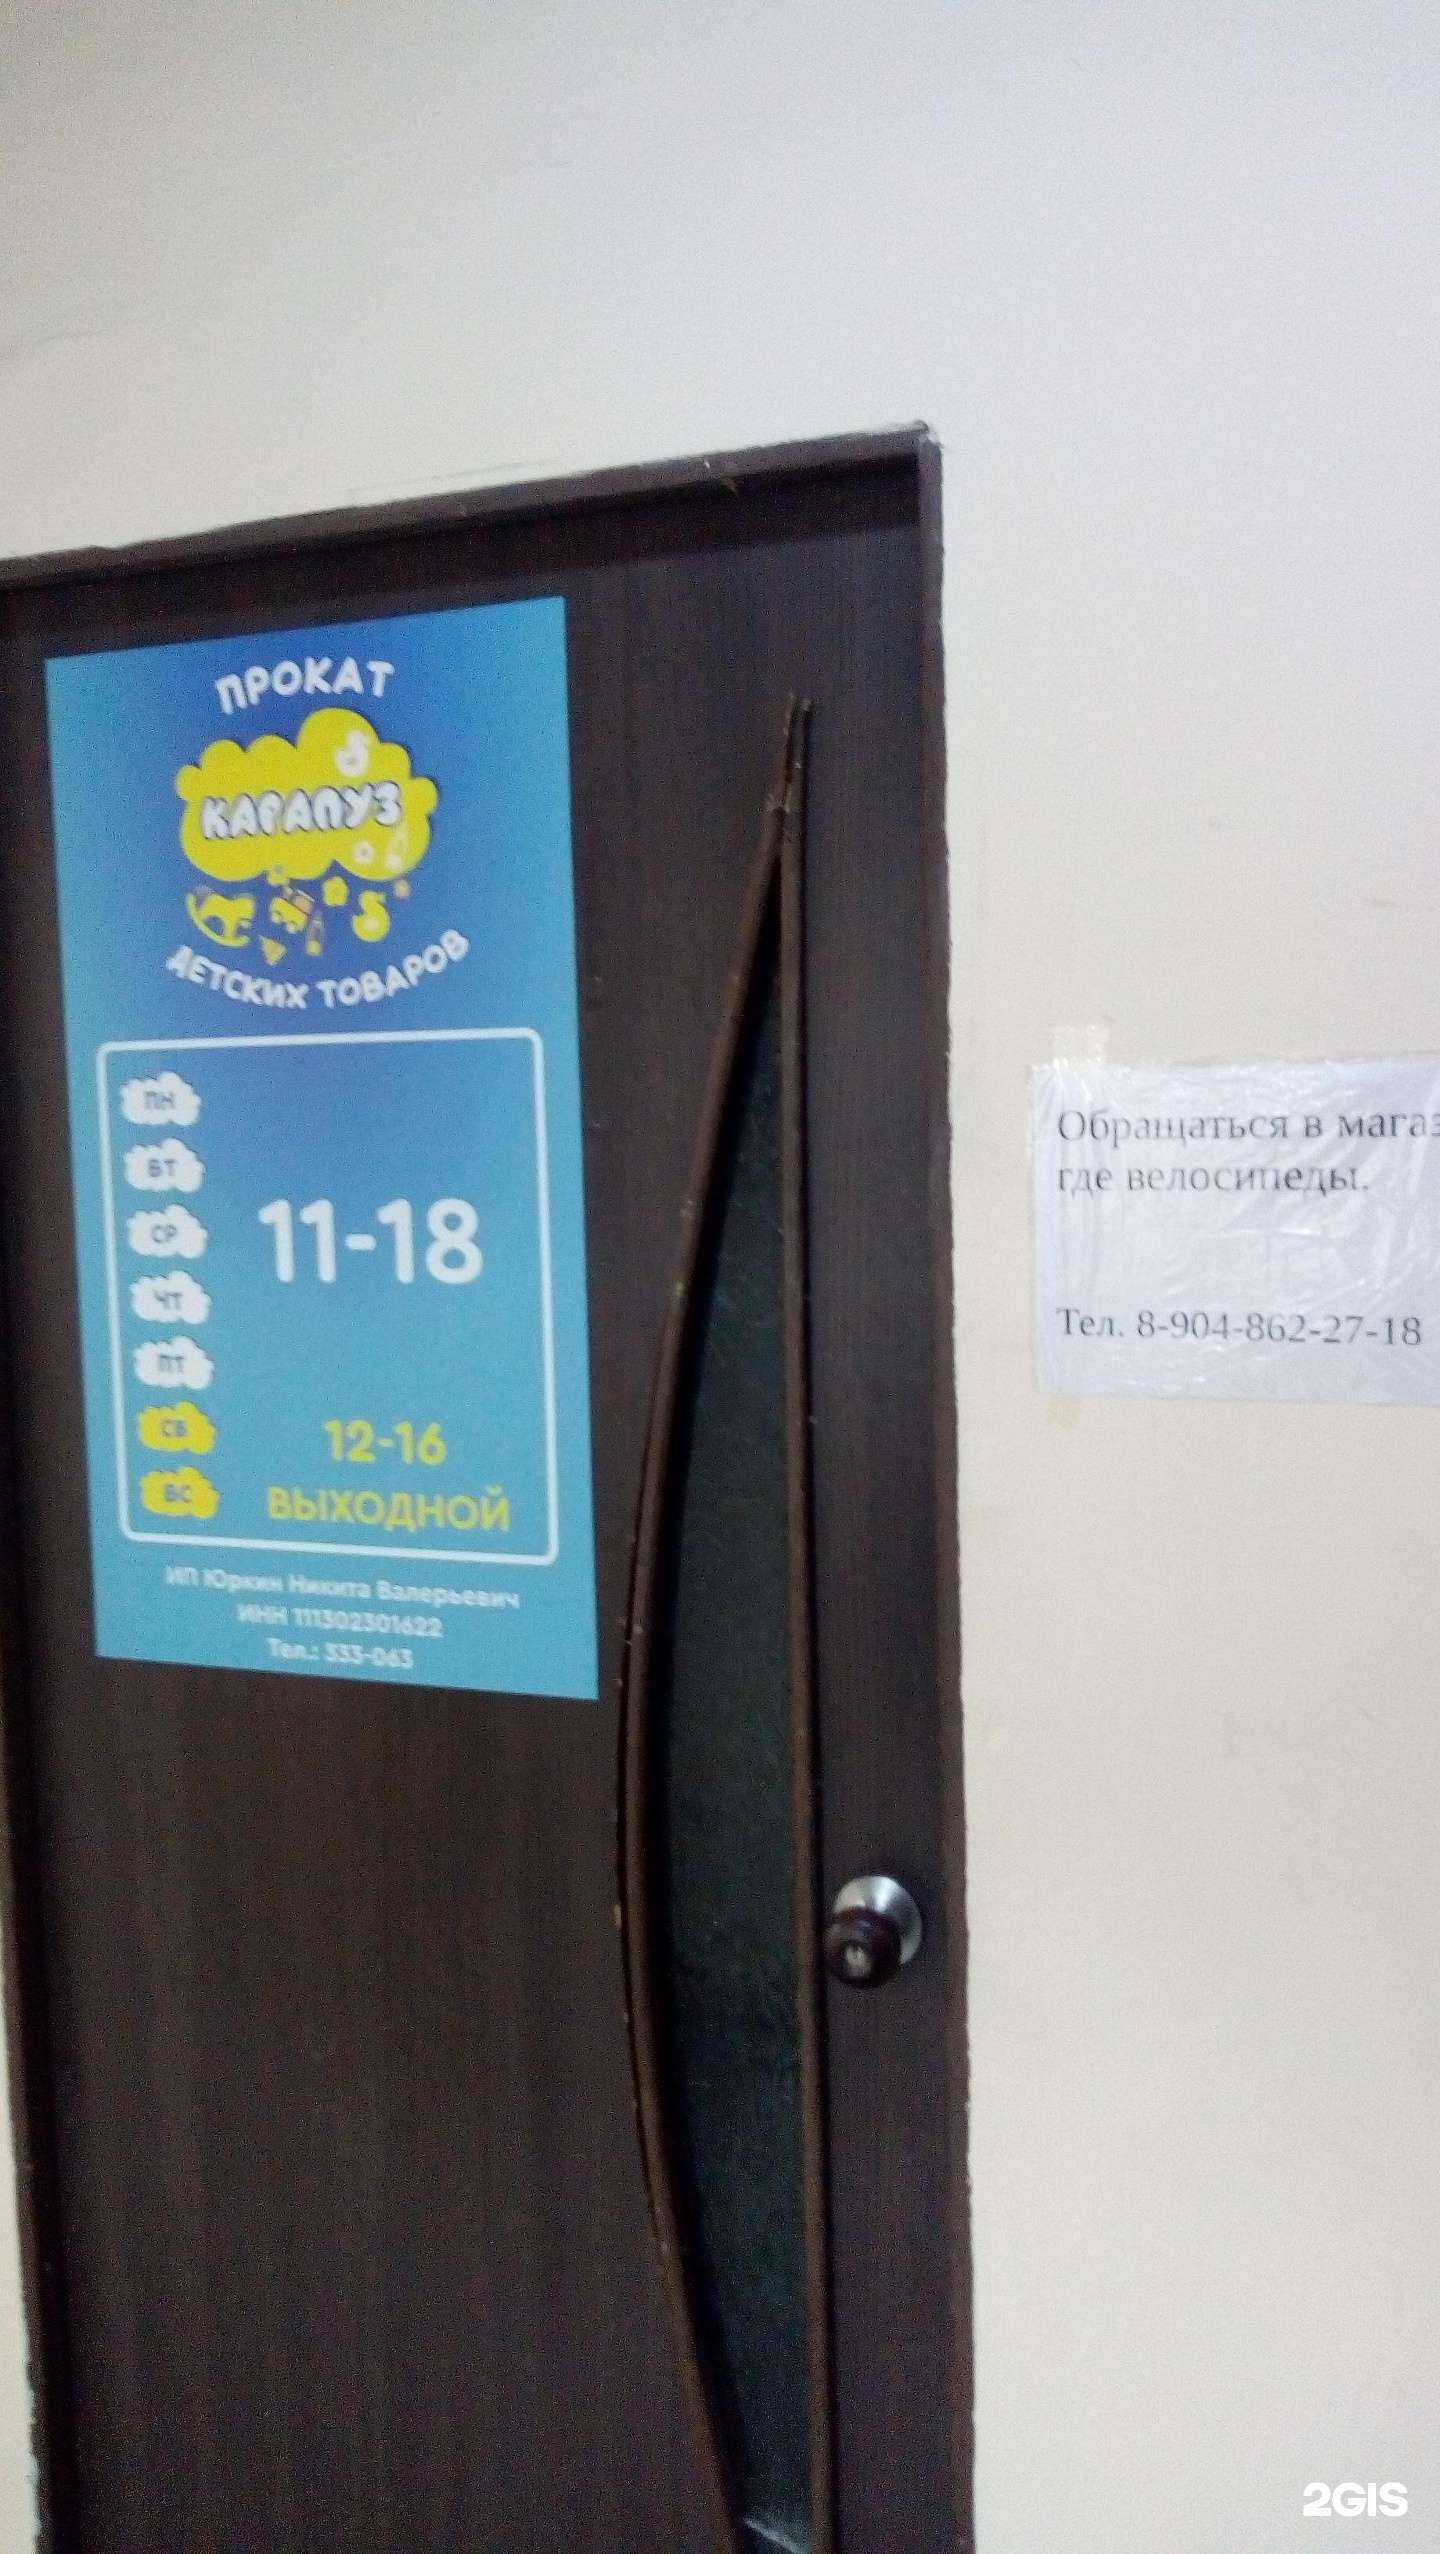 ПРОКАТ
КАРАПУЗ
ДЕТСКИХ ТОВАРОВ
ПН
ВТ
СР
ЧТ
ПТ
11-18
СБ
12-16
ВС
ВЫХОДНОЙ
ИП Юркин Никита Валерьевич
ИНН 111302301622
Тел.: 333-063
Обращаться в магаз
где велосипеды.
Тел. 8-904-862-27-18
2GIS